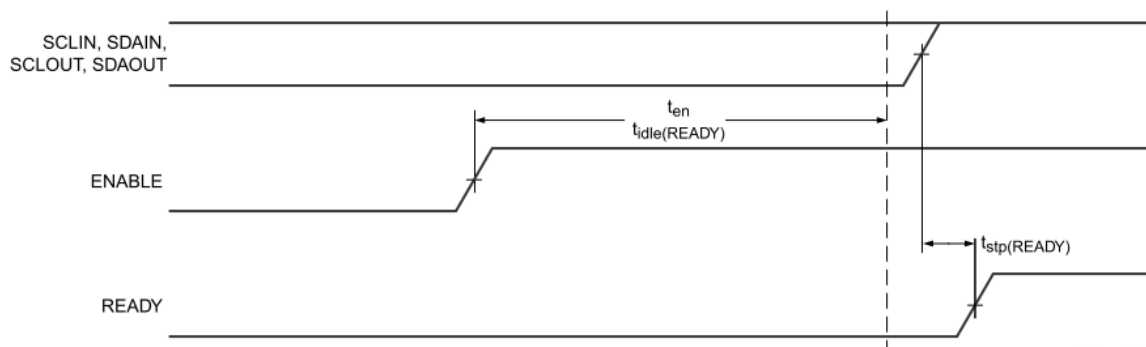 SCLIN, SDAIN,
SCLOUT, SDAOUT
t_en
t_idle(READY)
ENABLE
t_stp(READY)
READY